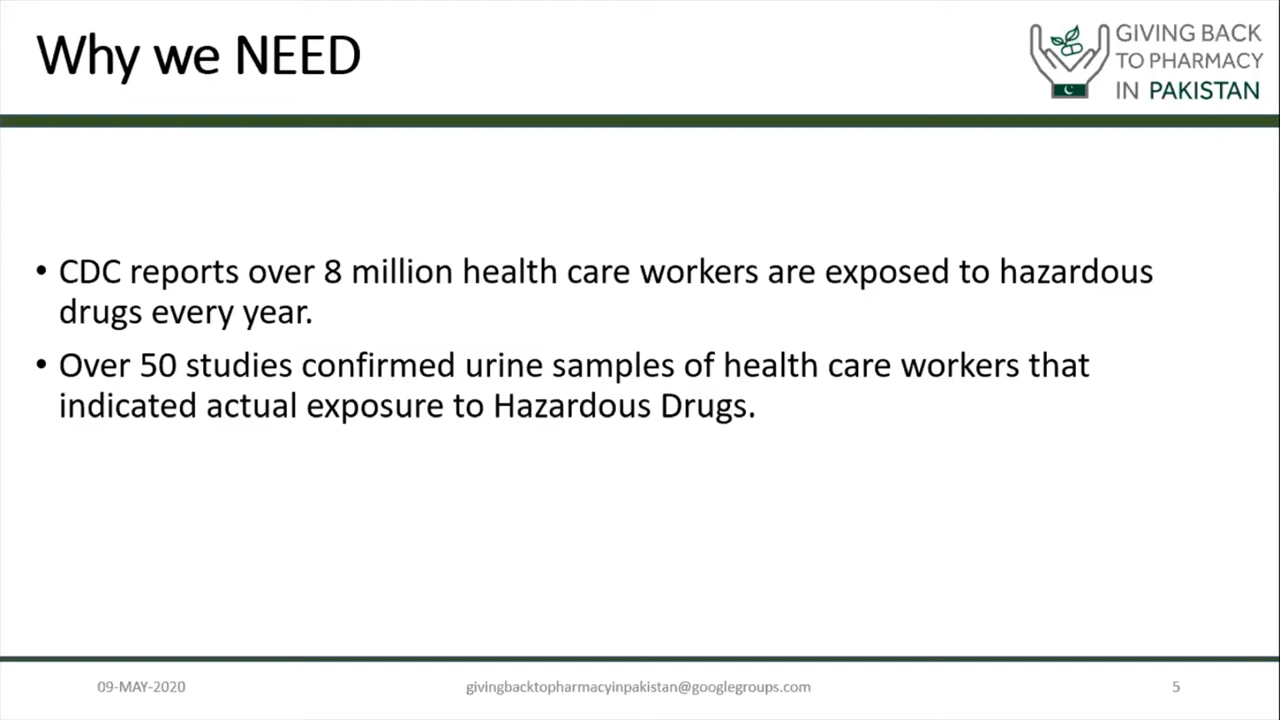 Why we NEED
GIVING BACK
TO PHARMACY
IN PAKISTAN
• CDC reports over 8 million health care workers are exposed to hazardous
drugs every year.
• Over 50 studies confirmed urine samples of health care workers that
indicated actual exposure to Hazardous Drugs.
09-MAY-2020
givingbacktopharmacyinpakistan@googlegroups.com
5